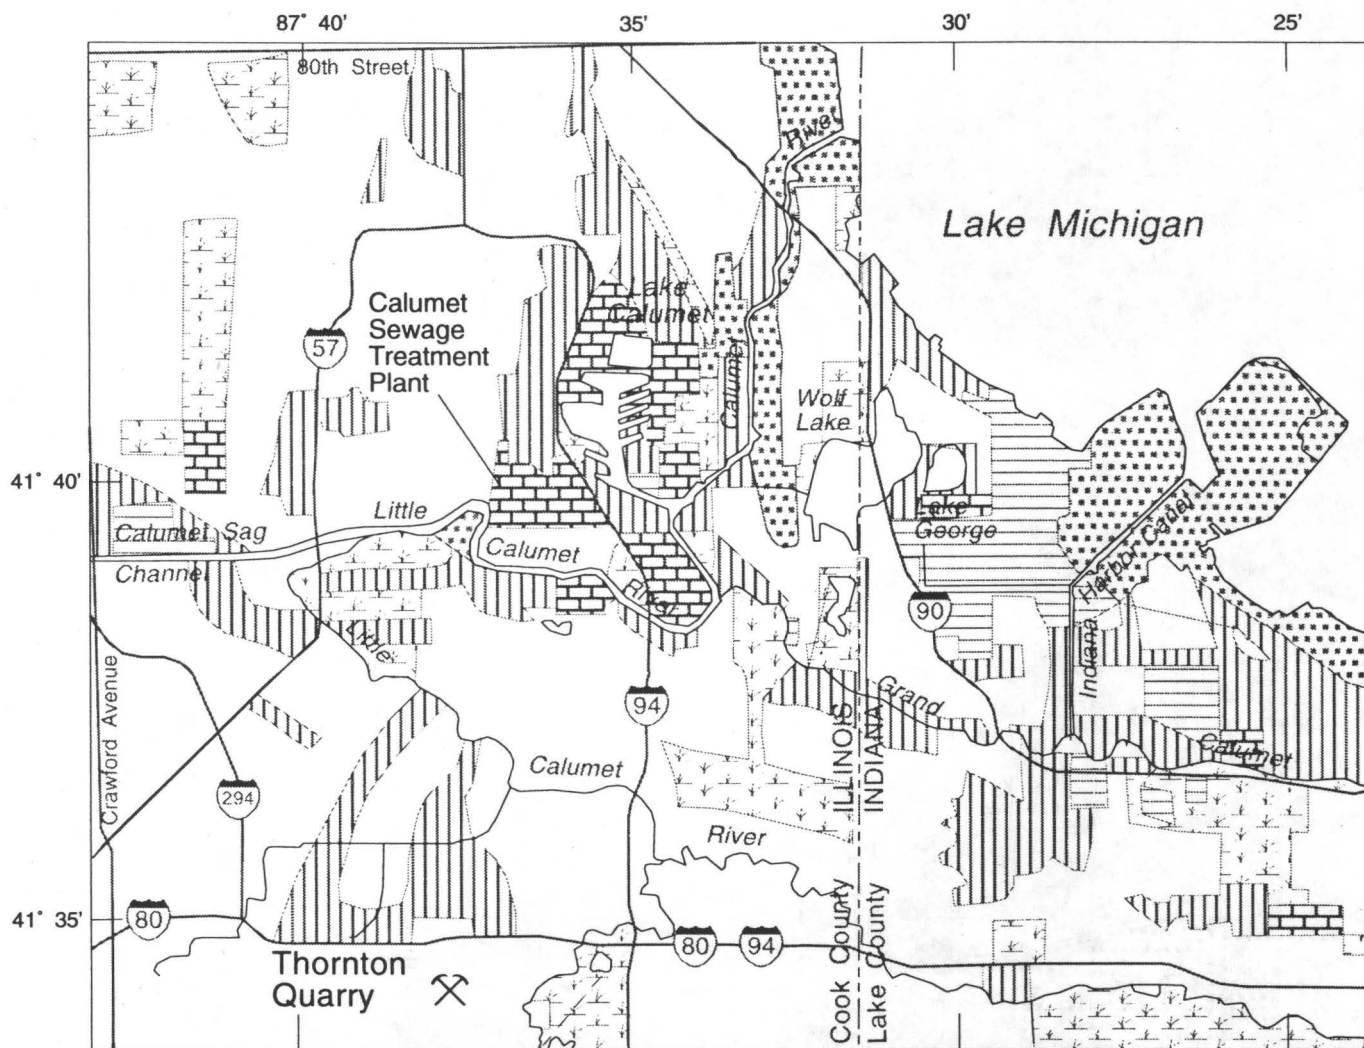 87° 40'
35'
30'
25'
80th Street
River
Lake Michigan
Calumet
Sewage
Treatment
Plant
Lake
Calumet
57
Calumet
Wolf
Lake
41° 40'
Little
Calumet Sag
Channel
Calumet
River
Lake
George
Harbor Canal
Indiana
90
Little
Crawford Avenue
94
Grand
Calumet
ILLINOIS
INDIANA
294
Calumet
River
41° 35'
80
80
94
Cook County
Lake County
Thornton
Quarry